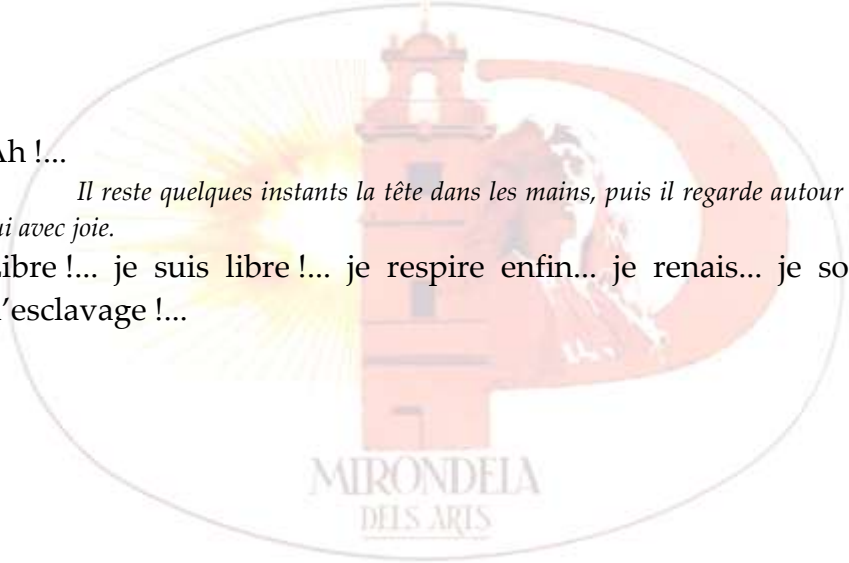 Ah !...
Il reste quelques instants la tête dans les mains, puis il regarde autour
ui avec joie.
ibre !... je suis libre !... je respire enfin... je renais... je so
l'esclavage !...
MIRONDELA
DELS ARTS